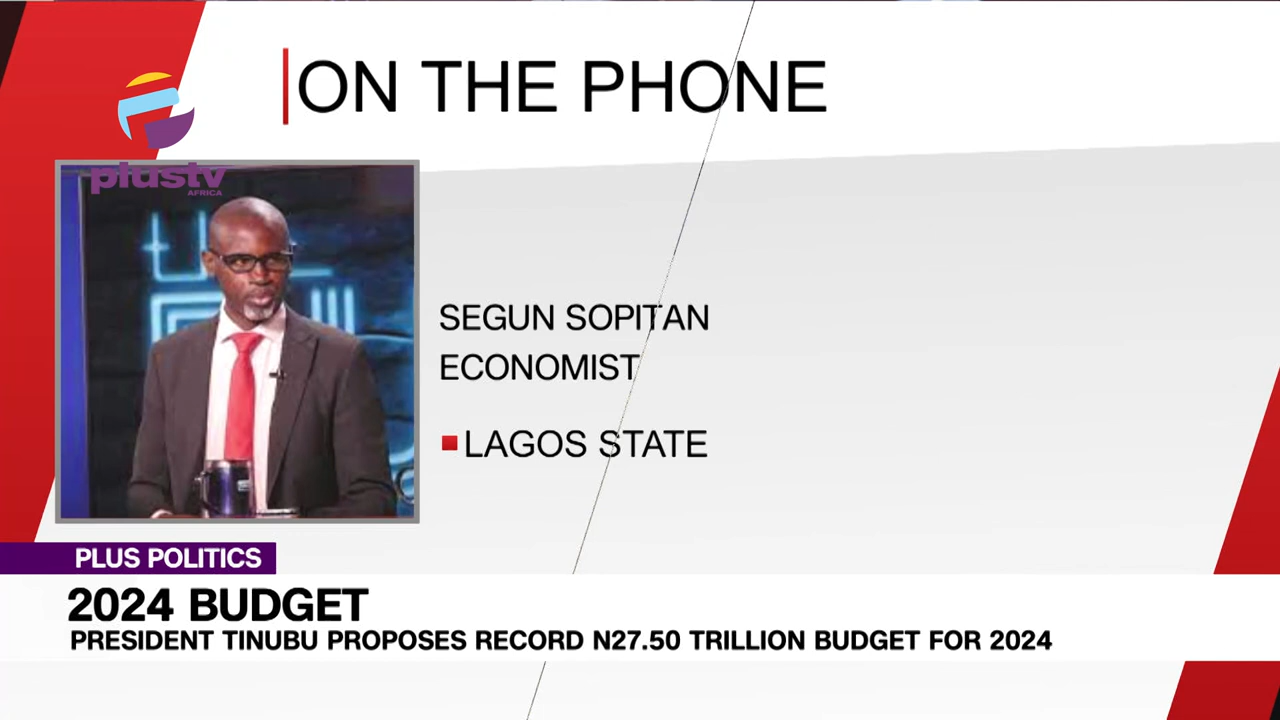 ON THE PHONE
plustv
AFRICA
SEGUN SOPITAN
ECONOMIST
LAGOS STATE
PLUS POLITICS
2024 BUDGET
PRESIDENT TINUBU PROPOSES RECORD N27.50 TRILLION BUDGET FOR 2024